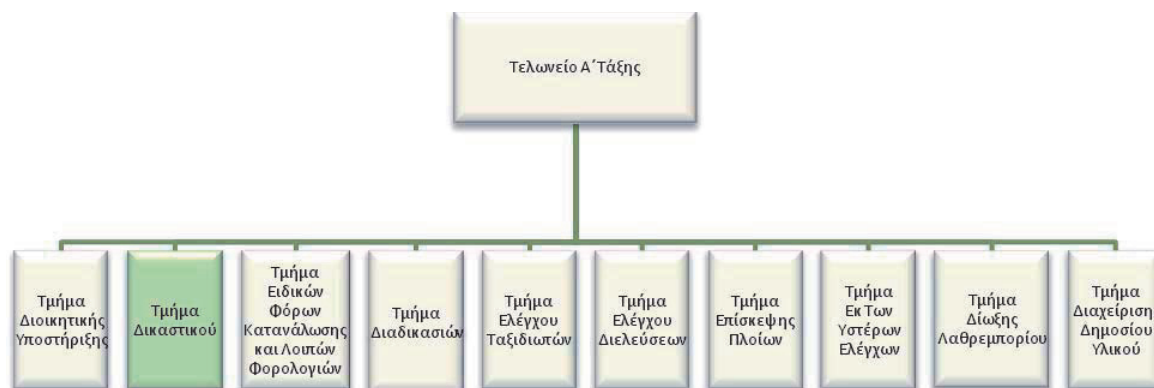 Τελωνείο Α΄Τάξης
Τμήμα
Διοικητικής
Υποστήριξης
Τμήμα
Δικαστικού
Τμήμα
Ειδικών
Φόρων
Κατανάλωσης
και Λοιπών
Φορολογιών
Τμήμα
Διαδικασιών
Τμήμα
Ελέγχου
Ταξιδιωτών
Τμήμα
Ελέγχου
Διελεύσεων
Τμήμα
Επίσκεψης
Πλοίων
Τμήμα
Εκ Των
Υστέρων
Ελέγχων
Τμήμα
Δίωξης
Λαθρεμπορίου
Τμήμα
Διαχείρισης
Δημοσίου
Υλικού